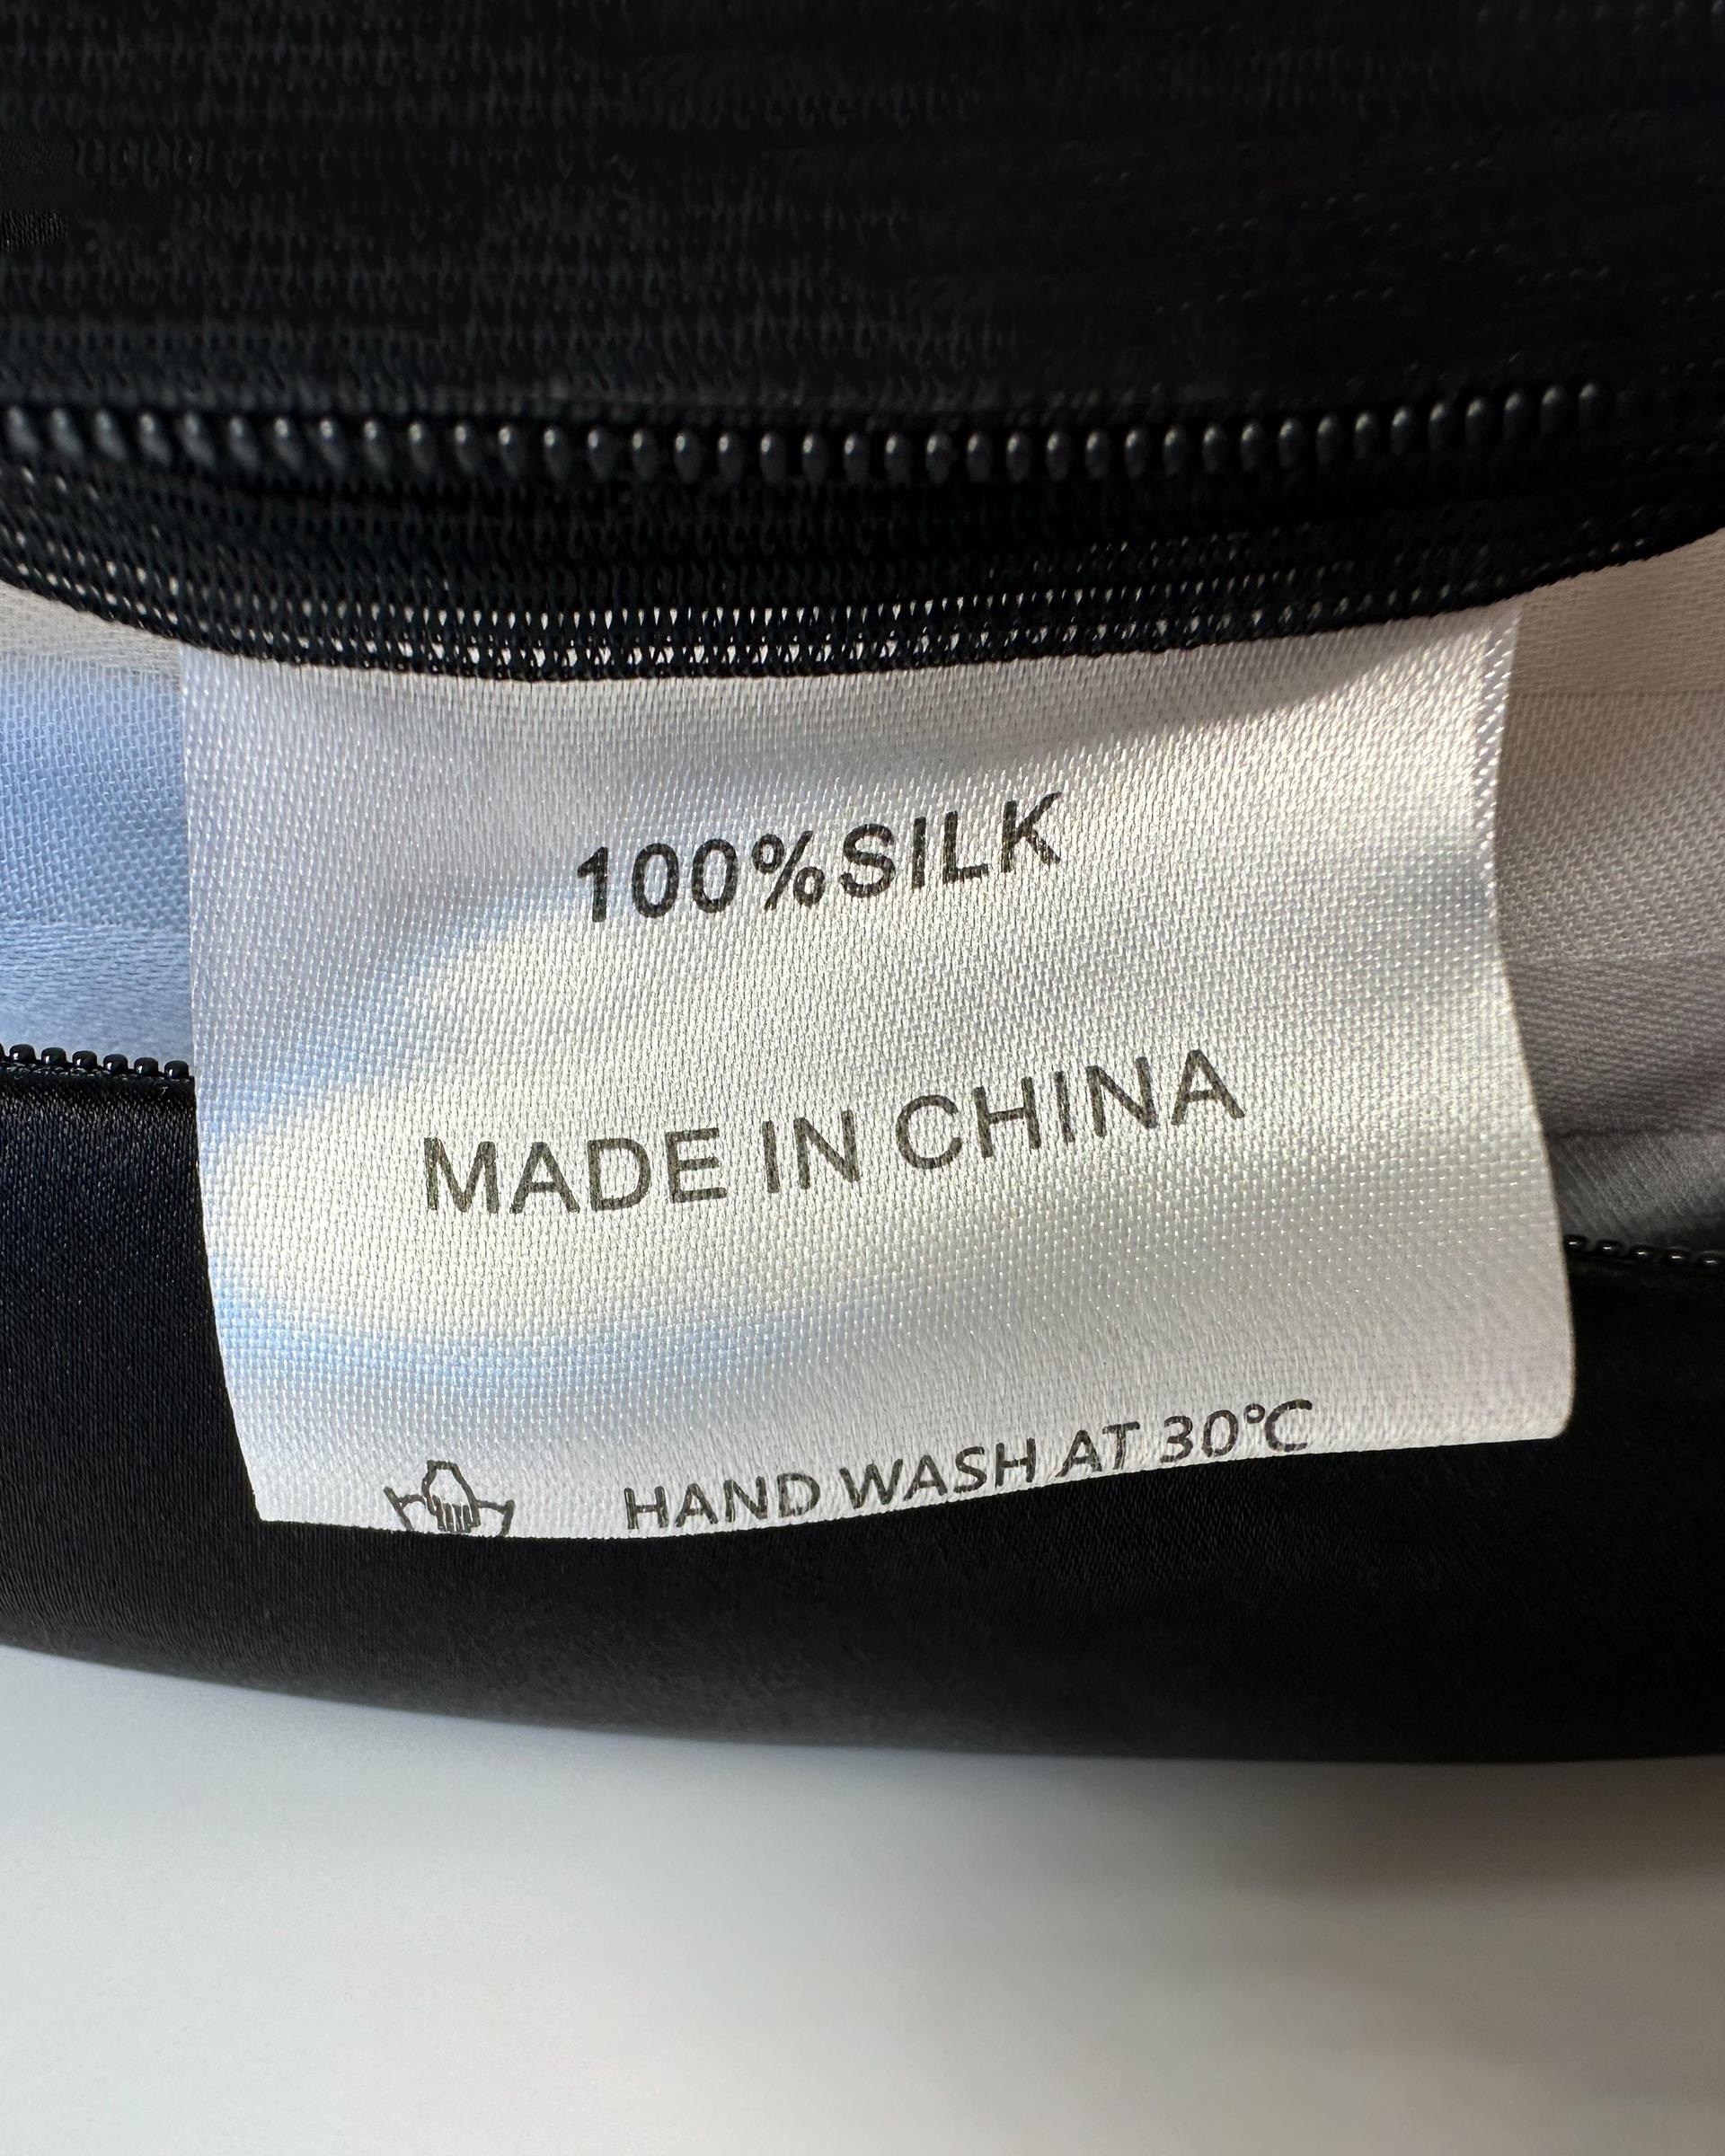 100%SILK
MADE IN CHINA
HAND WASH AT 30℃